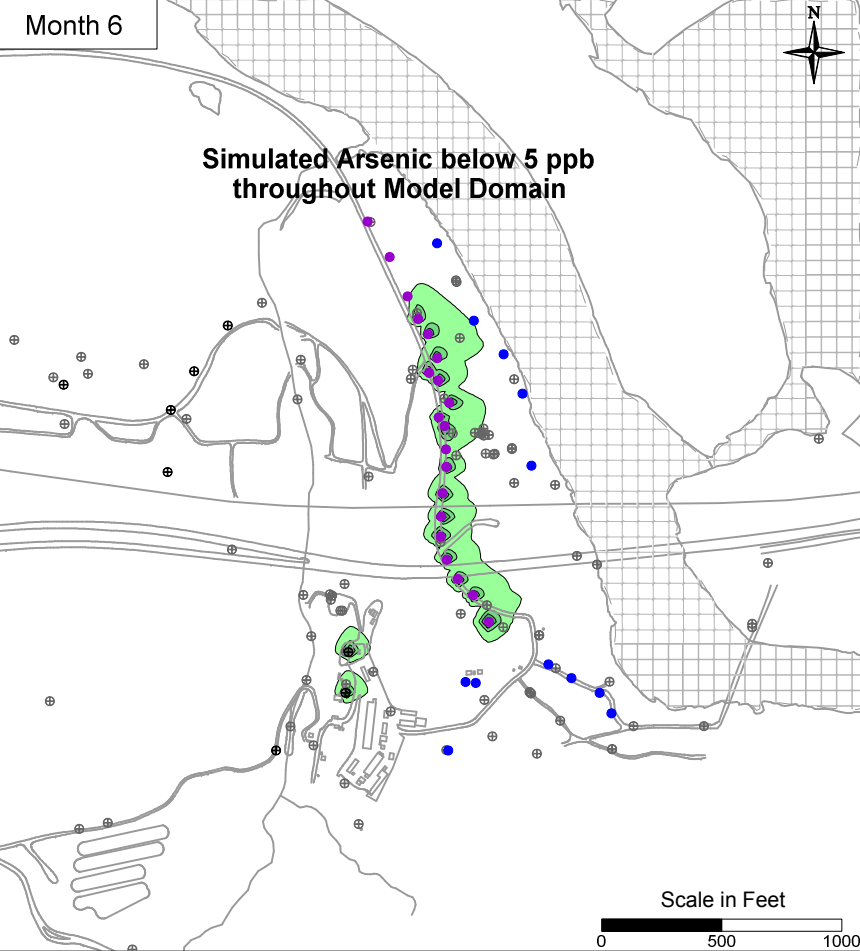 Month 6
N
Simulated Arsenic below 5 ppb
throughout Model Domain
Scale in Feet
0 500 1000